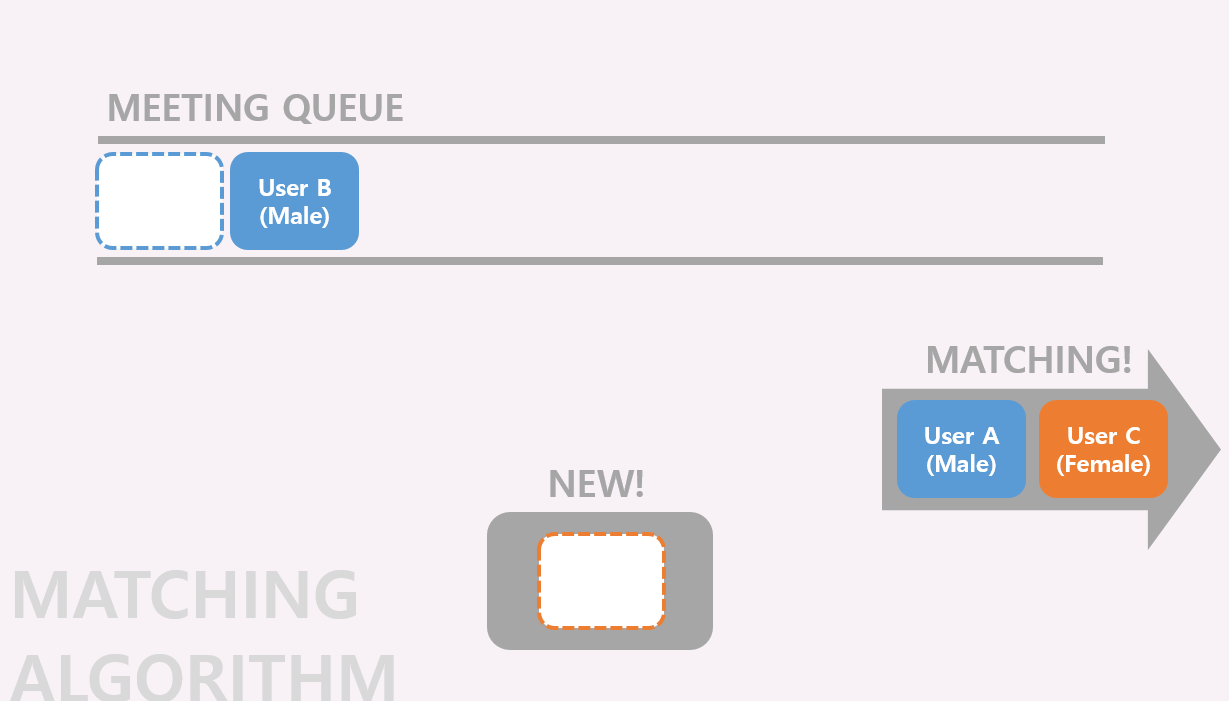 MEETING QUEUE
User B
(Male)
MATCHING!
User A
(Male)
User C
(Female)
NEW!
MATCHING
ALGORITHM